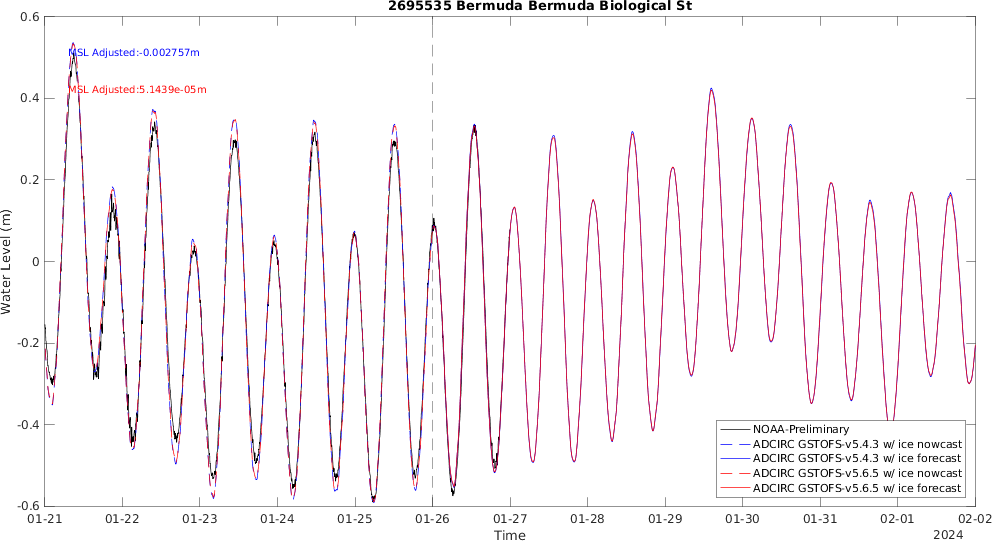 2695535 Bermuda Bermuda Biological St
0.6
0.4
0.2
0
-0.2
-0.4
-0.6
Water Level (m)
MSL Adjusted:-0.002757m
MSL Adjusted:5.1439e-05m
NOAA-Preliminary
ADCIRC GSTOFS-v5.4.3 w/ ice nowcast
ADCIRC GSTOFS-v5.4.3 w/ ice forecast
ADCIRC GSTOFS-v5.6.5 w/ ice nowcast
ADCIRC GSTOFS-v5.6.5 w/ ice forecast
01-21 01-22 01-23 01-24 01-25 01-26 01-27 01-28 01-29 01-30 01-31 02-01 02-02
Time
2024